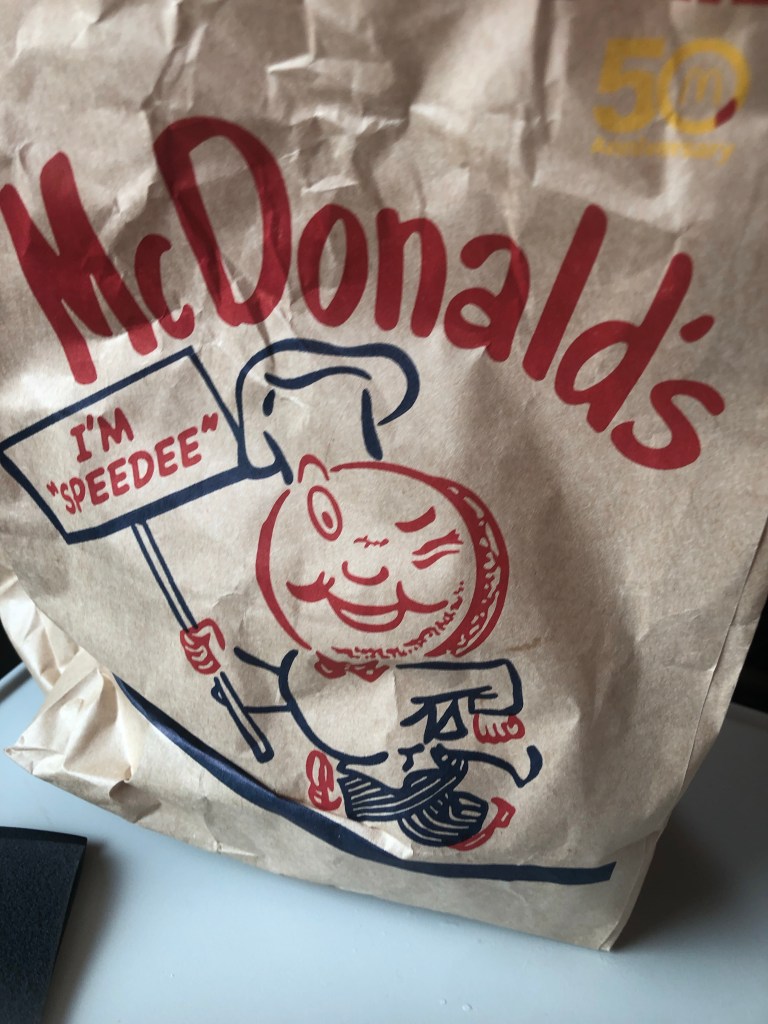 50
Anniversary
McDonald's
I'M
"SPEEDEE"